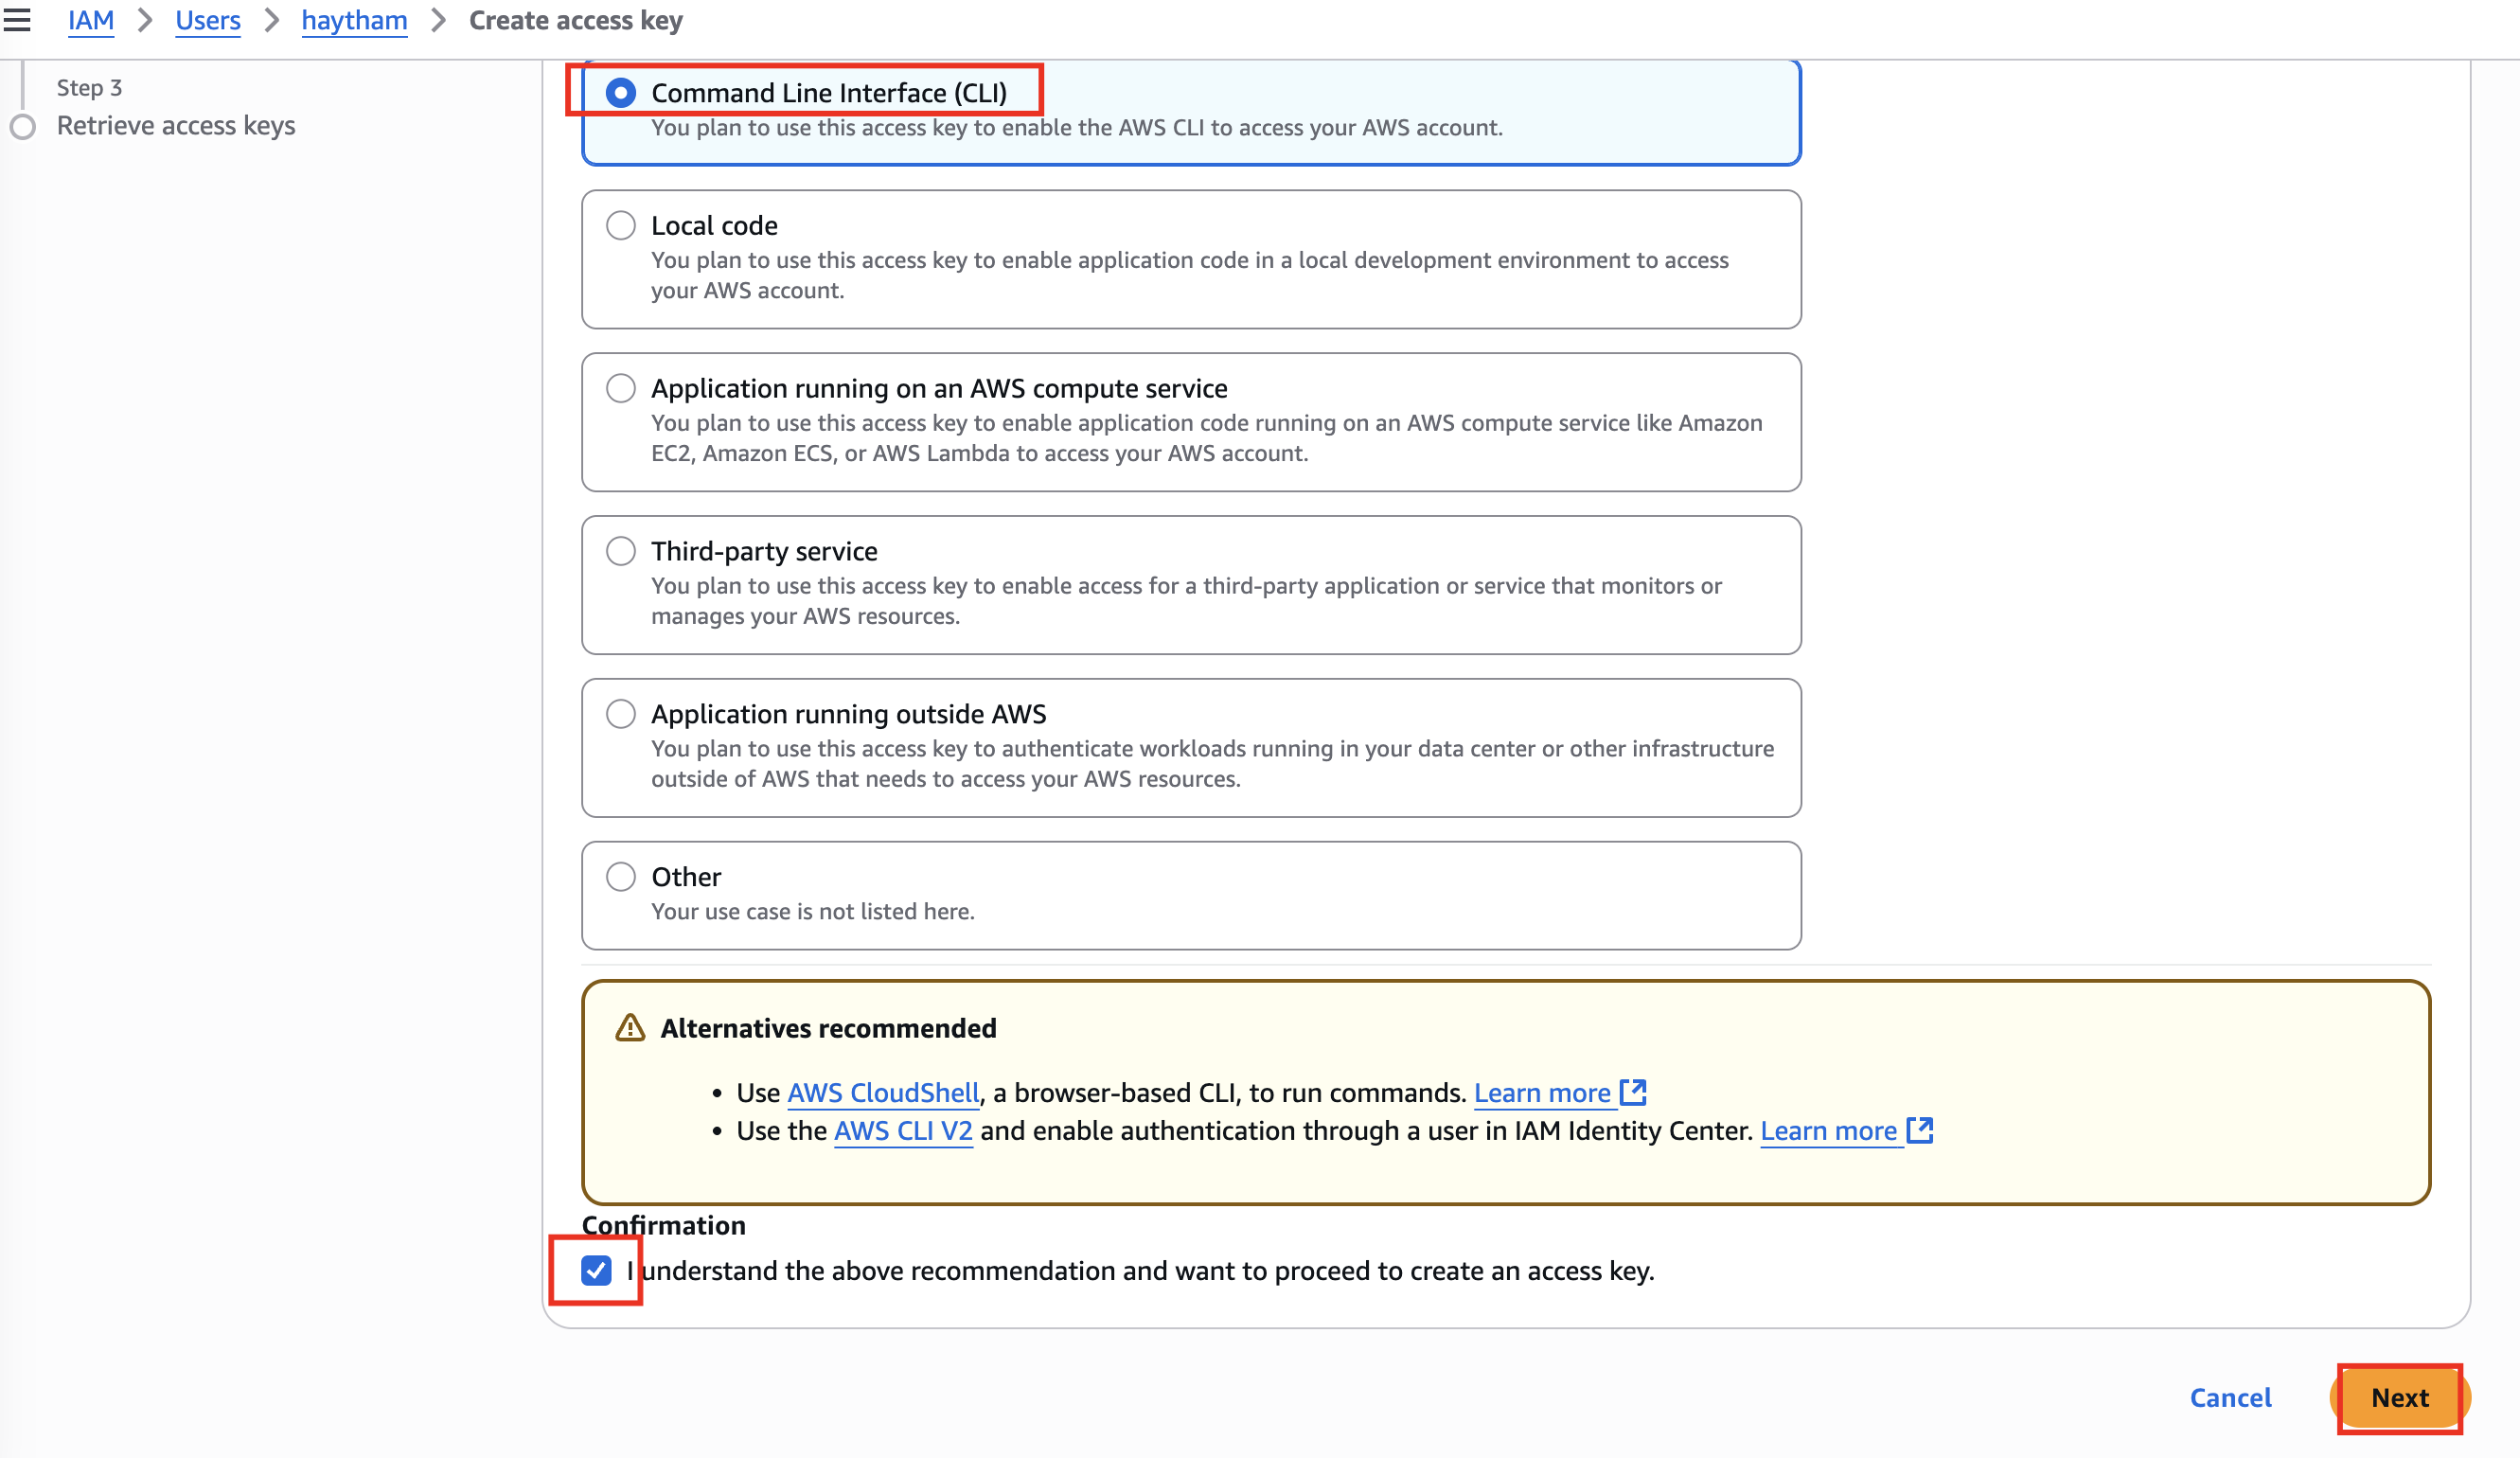 IAM > Users > haytham > Create access key
Step 3
Retrieve access keys
Command Line Interface (CLI)
You plan to use this access key to enable the AWS CLI to access your AWS account.
Local code
You plan to use this access key to enable application code in a local development environment to access
your AWS account.
Application running on an AWS compute service
You plan to use this access key to enable application code running on an AWS compute service like Amazon
EC2, Amazon ECS, or AWS Lambda to access your AWS account.
Third-party service
You plan to use this access key to enable access for a third-party application or service that monitors or
manages your AWS resources.
Application running outside AWS
You plan to use this access key to authenticate workloads running in your data center or other infrastructure
outside of AWS that needs to access your AWS resources.
Other
Your use case is not listed here.
Alternatives recommended
• Use AWS CloudShell, a browser-based CLI, to run commands. Learn more
• Use the AWS CLI V2 and enable authentication through a user in IAM Identity Center. Learn more
Confirmation
I understand the above recommendation and want to proceed to create an access key.
Cancel
Next